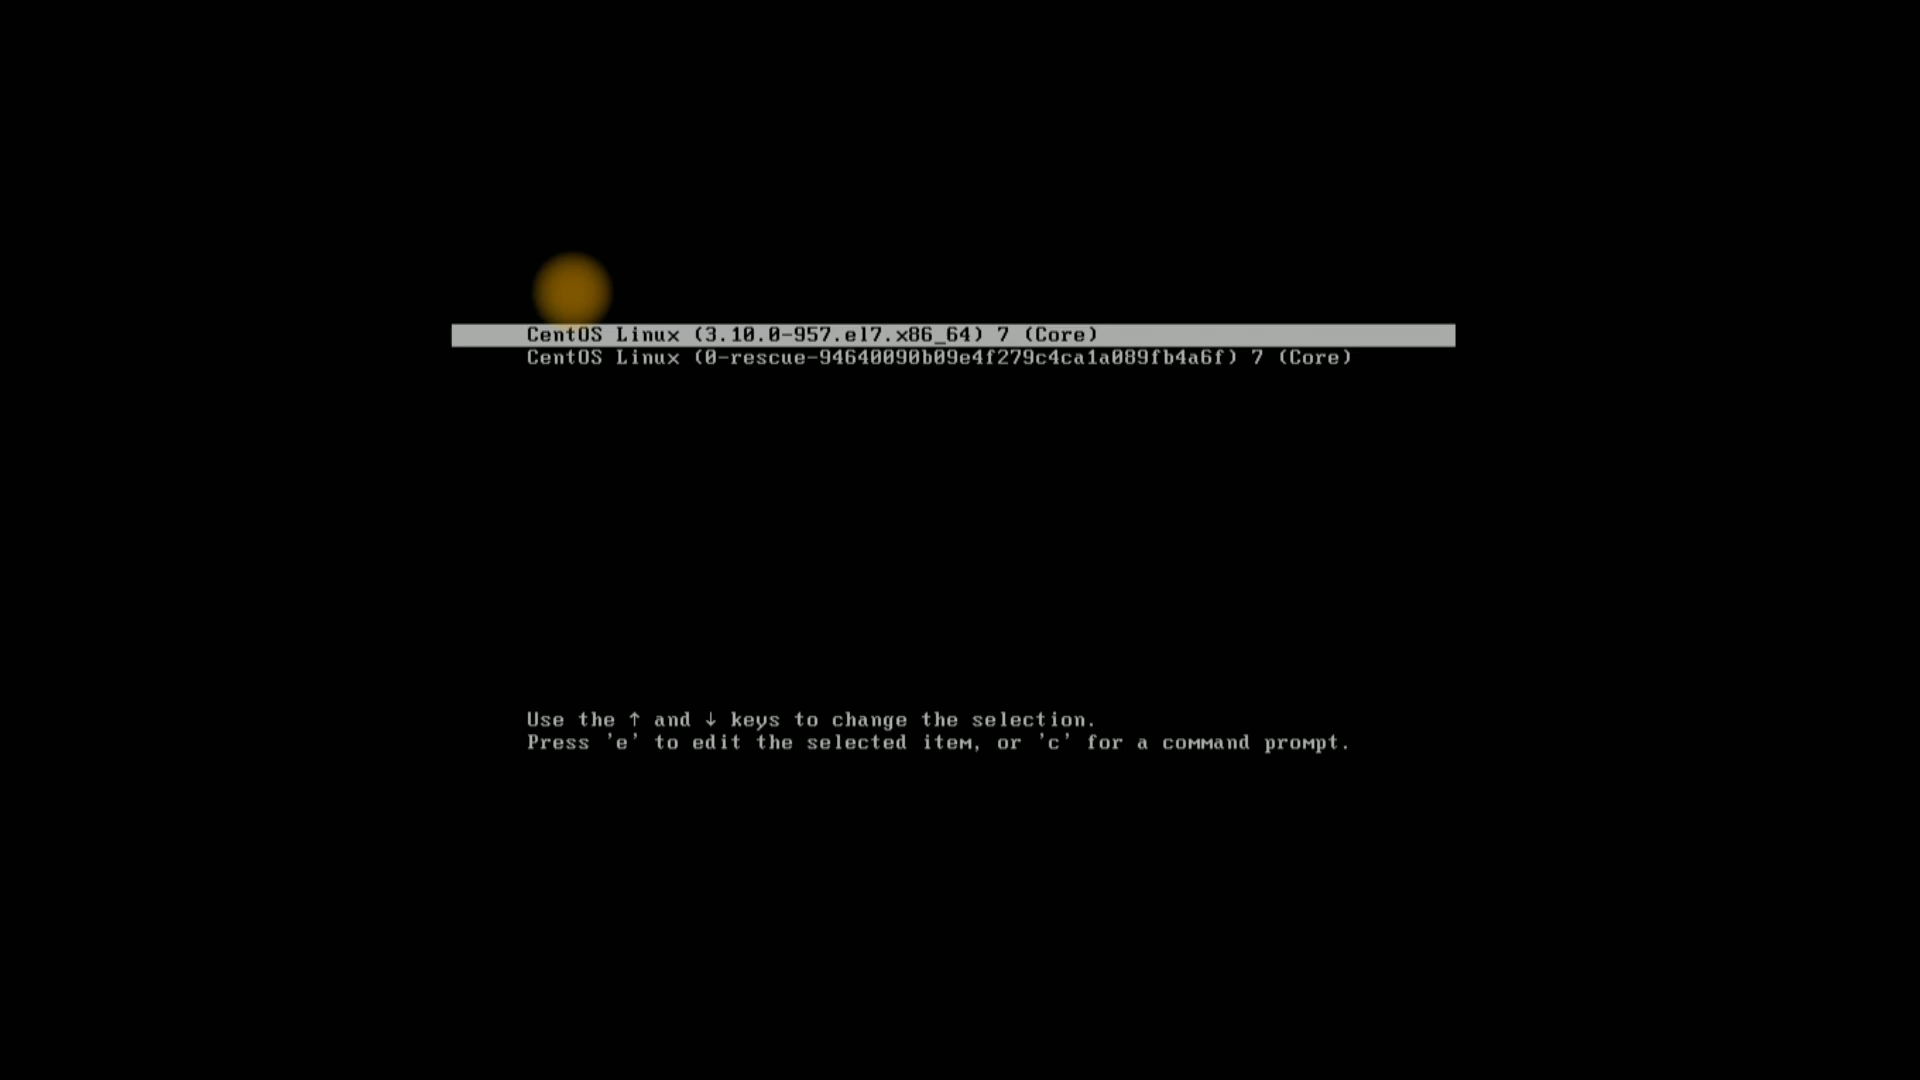 CentOS Linux (3.10.0-957.el7.x86_64) 7 (Core)
CentOS Linux (0-rescue-94640090b09e4f279c4ca1a089fb4a6f) 7 (Core)
Use the ↑ and ↓ keys to change the selection.
Press 'e' to edit the selected item, or 'c' for a command prompt.